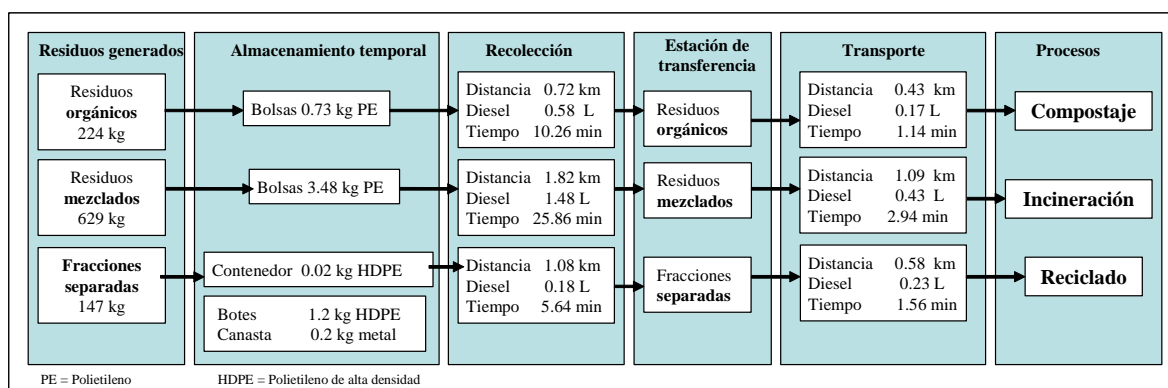 Residuos generados
Residuos
orgánicos
224 kg
Residuos
mezclados
629 kg
Fracciones
separadas
147 kg
Almacenamiento temporal
Bolsas 0.73 kg PE
Bolsas 3.48 kg PE
Contenedor 0.02 kg HDPE
Botes 1.2 kg HDPE
Canasta 0.2 kg metal
Recolección
Distancia 0.72 km
Diesel 0.58 L
Tiempo 10.26 min
Distancia 1.82 km
Diesel 1.48 L
Tiempo 25.86 min
Distancia 1.08 km
Diesel 0.18 L
Tiempo 5.64 min
Estación de
transferencia
Residuos
orgánicos
Residuos
mezclados
Fracciones
separadas
Transporte
Distancia 0.43 km
Diesel 0.17 L
Tiempo 1.14 min
Distancia 1.09 km
Diesel 0.43 L
Tiempo 2.94 min
Distancia 0.58 km
Diesel 0.23 L
Tiempo 1.56 min
Procesos
Compostaje
Incineración
Reciclado
PE = Polietileno
HDPE = Polietileno de alta densidad